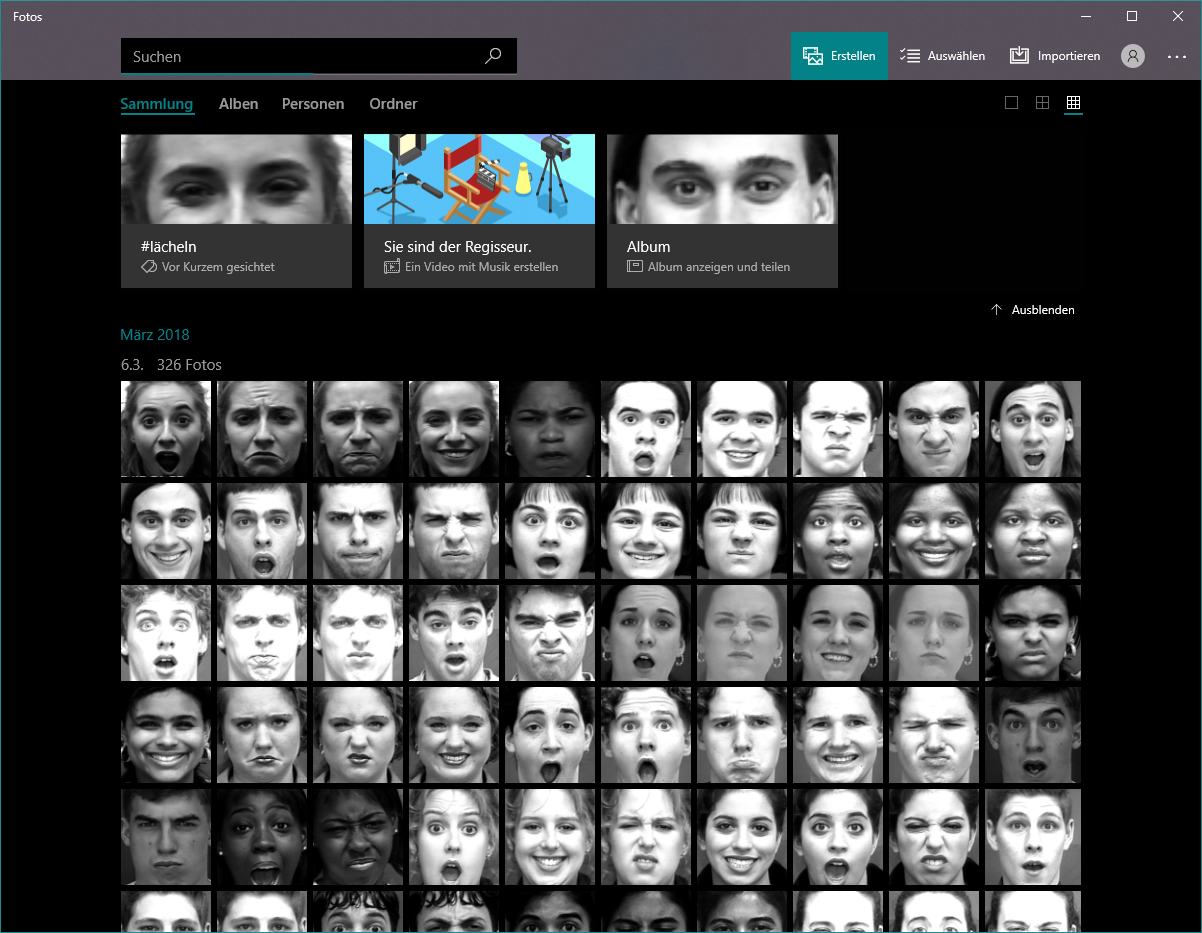 Fotos
Suchen
Erstellen
Auswählen
Importieren
Sammlung
Alben
Personen
Ordner
#lächeln
Vor Kurzem gesichtet
Sie sind der Regisseur.
Ein Video mit Musik erstellen
Album
Album anzeigen und teilen
Ausblenden
März 2018
6.3. 326 Fotos